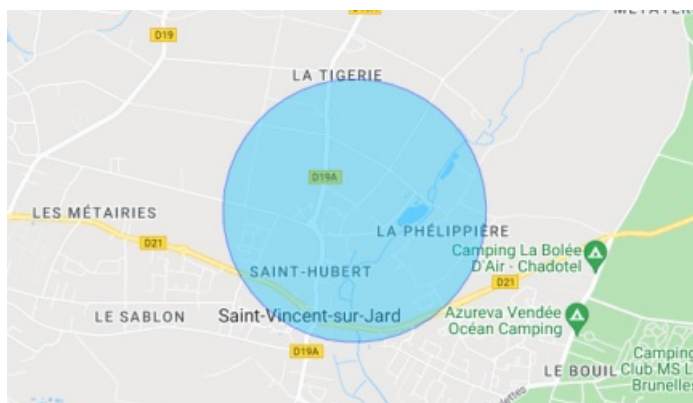 D19
LA TIGERIE
D19A
LES MÉTAIRIES
LA PHÉLIPPIÈRE
D21
Camping La Bolée
D'Air - Chadotel
SAINT-HUBERT
D21
LE SABLON
Saint-Vincent-sur-Jard
Azureva Vendée
Océan Camping
D19A
LE BOUIL
Camping
Club MS L
Brunelles